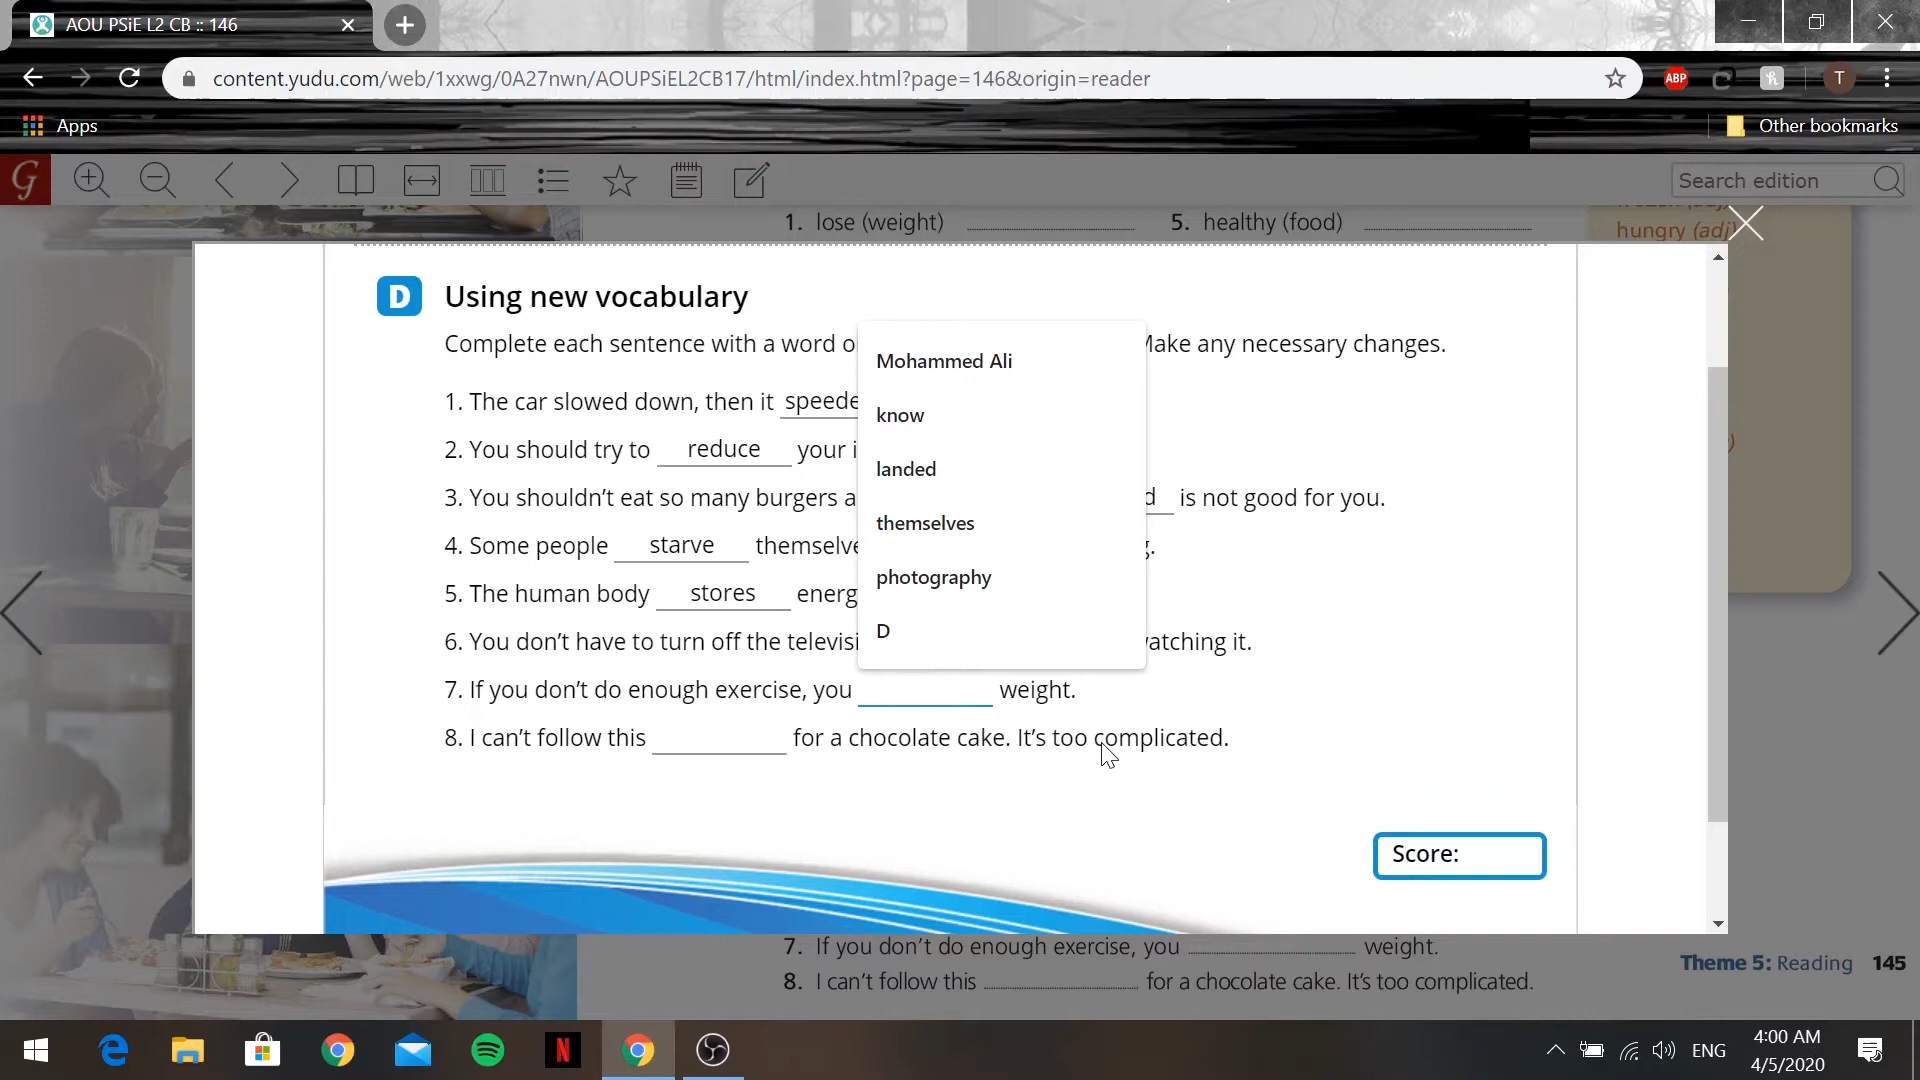 AOU PSiE L2 CB :: 146
content.yudu.com/web/1xxwg/0A27nwn/AOUPSiEL2CB17/html/index.html?page=146&origin=reader
ABP
T
Apps
Other bookmarks
G
Search edition
1. lose (weight)
5. healthy (food)
hungry (adj)
D Using new vocabulary
Complete each sentence with a word o
Make any necessary changes.
1. The car slowed down, then it speede
2. You should try to reduce your i
3. You shouldn't eat so many burgers a
d is not good for you.
4. Some people starve themselve
g.
5. The human body stores energ
6. You don't have to turn off the televisi
watching it.
7. If you don't do enough exercise, you weight.
8. I can't follow this for a chocolate cake. It's too complicated.
Mohammed Ali
know
landed
themselves
photography
D
Score:
7. If you don't do enough exercise, you weight.
8. I can't follow this for a chocolate cake. It's too complicated.
Theme 5: Reading 145
N
ENG
4:00 AM
4/5/2020